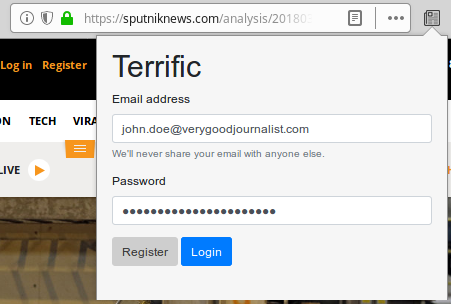 https://sputniknews.com/analysis/20180
Log in Register
Terrific
Email address
john.doe@verygoodjournalist.com
We'll never share your email with anyone else.
Password
●●●●●●●●●●●●●●●●●●●●●●
Register Login
ON TECH VIRA
LIVE